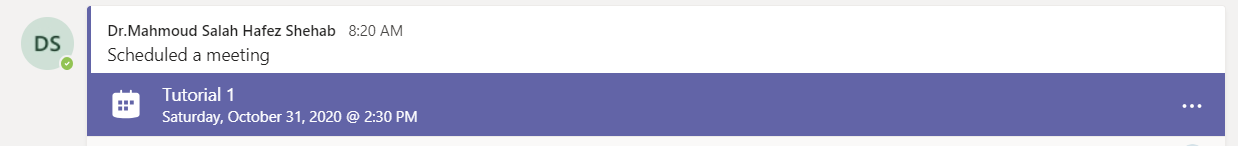 DS
Dr.Mahmoud Salah Hafez Shehab 8:20 AM
Scheduled a meeting
Tutorial 1
Saturday, October 31, 2020 @ 2:30 PM